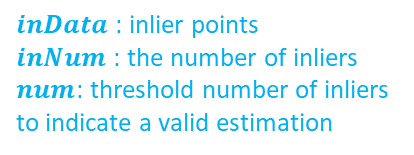 inData : inlier points
inNum : the number of inliers
num: threshold number of inliers
to indicate a valid estimation